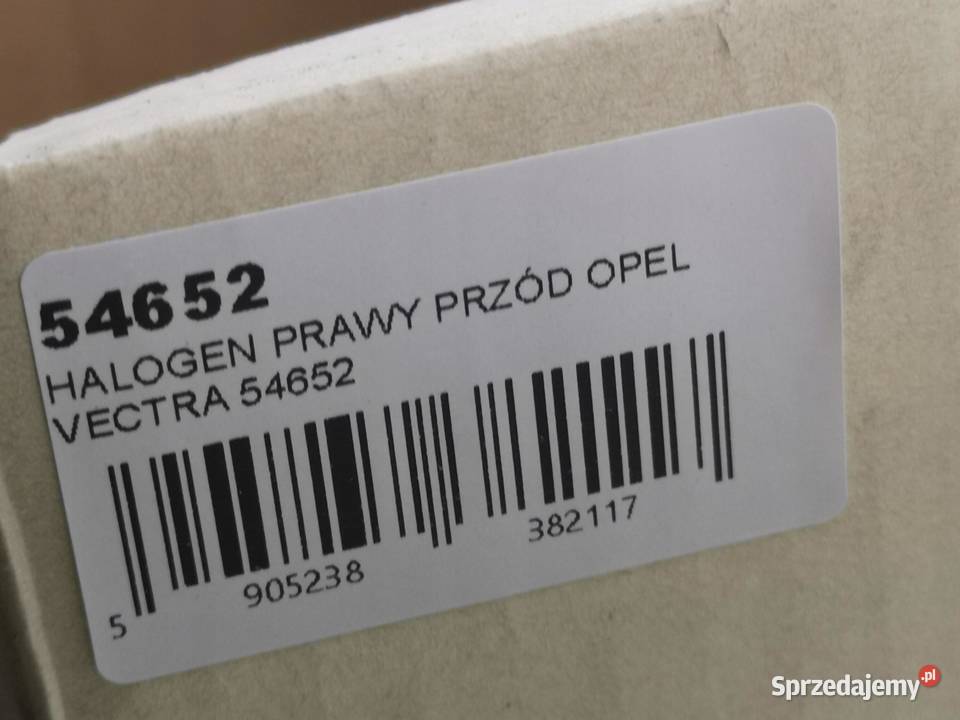 54652
HALOGEN PRAWY PRZÓD OPEL
VECTRA 54652
5 905238 382117
Sprzedajemy.pl